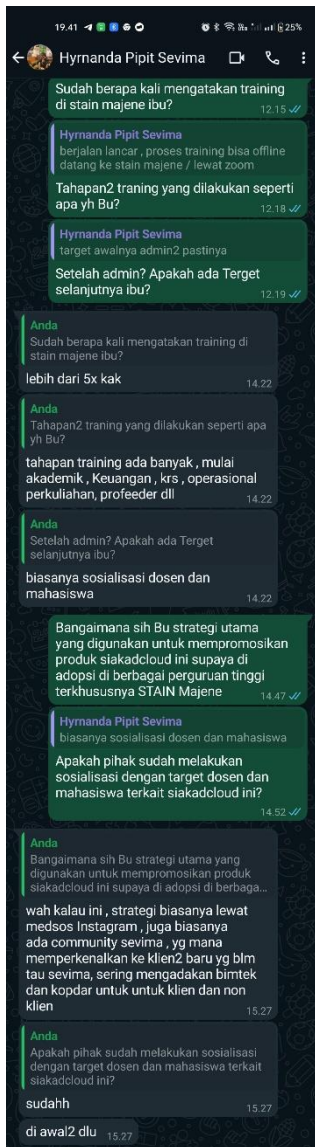 19.41
25%
Hyrnanda Pipit Sevima
Sudah berapa kali mengatakan training
di stain majene ibu?
12.15
Hyrnanda Pipit Sevima
berjalan lancar , proses training bisa offline
datang ke stain majene / lewat zoom
Tahapan2 traning yang dilakukan seperti
apa yh Bu?
12.18
Hyrnanda Pipit Sevima
target awalnya admin2 pastinya
Setelah admin? Apakah ada Terget
selanjutnya ibu?
12.19
Anda
Sudah berapa kali mengatakan training di
stain majene ibu?
lebih dari 5x kak
14.22
Anda
Tahapan2 traning yang dilakukan seperti apa
yh Bu?
tahapan training ada banyak , mulai
akademik , Keuangan , krs , operasional
perkuliahan, profeeder dll
14.22
Anda
Setelah admin? Apakah ada Terget
selanjutnya ibu?
biasanya sosialisasi dosen dan
mahasiswa
14.22
Bangaimana sih Bu strategi utama
yang digunakan untuk mempromosikan
produk siakadcloud ini supaya di
adopsi di berbagai perguruan tinggi
terkhususnya STAIN Majene
14.47
Hyrnanda Pipit Sevima
biasanya sosialisasi dosen dan mahasiswa
Apakah pihak sudah melakukan
sosialisasi dengan target dosen dan
mahasiswa terkait siakadcloud ini?
14.52
Anda
Bangaimana sih Bu strategi utama yang
digunakan untuk mempromosikan produk
siakadcloud ini supaya di adopsi di berbaga...
wah kalau ini , strategi biasanya lewat
medsos Instagram , juga biasanya
ada community sevima , yg mana
memperkenalkan ke klien2 baru yg blm
tau sevima, sering mengadakan bimtek
dan kopdar untuk untuk klien dan non
klien
15.27
Anda
Apakah pihak sudah melakukan sosialisasi
dengan target dosen dan mahasiswa terkait
siakadcloud ini?
sudahh
15.27
di awal2 dlu
15.27